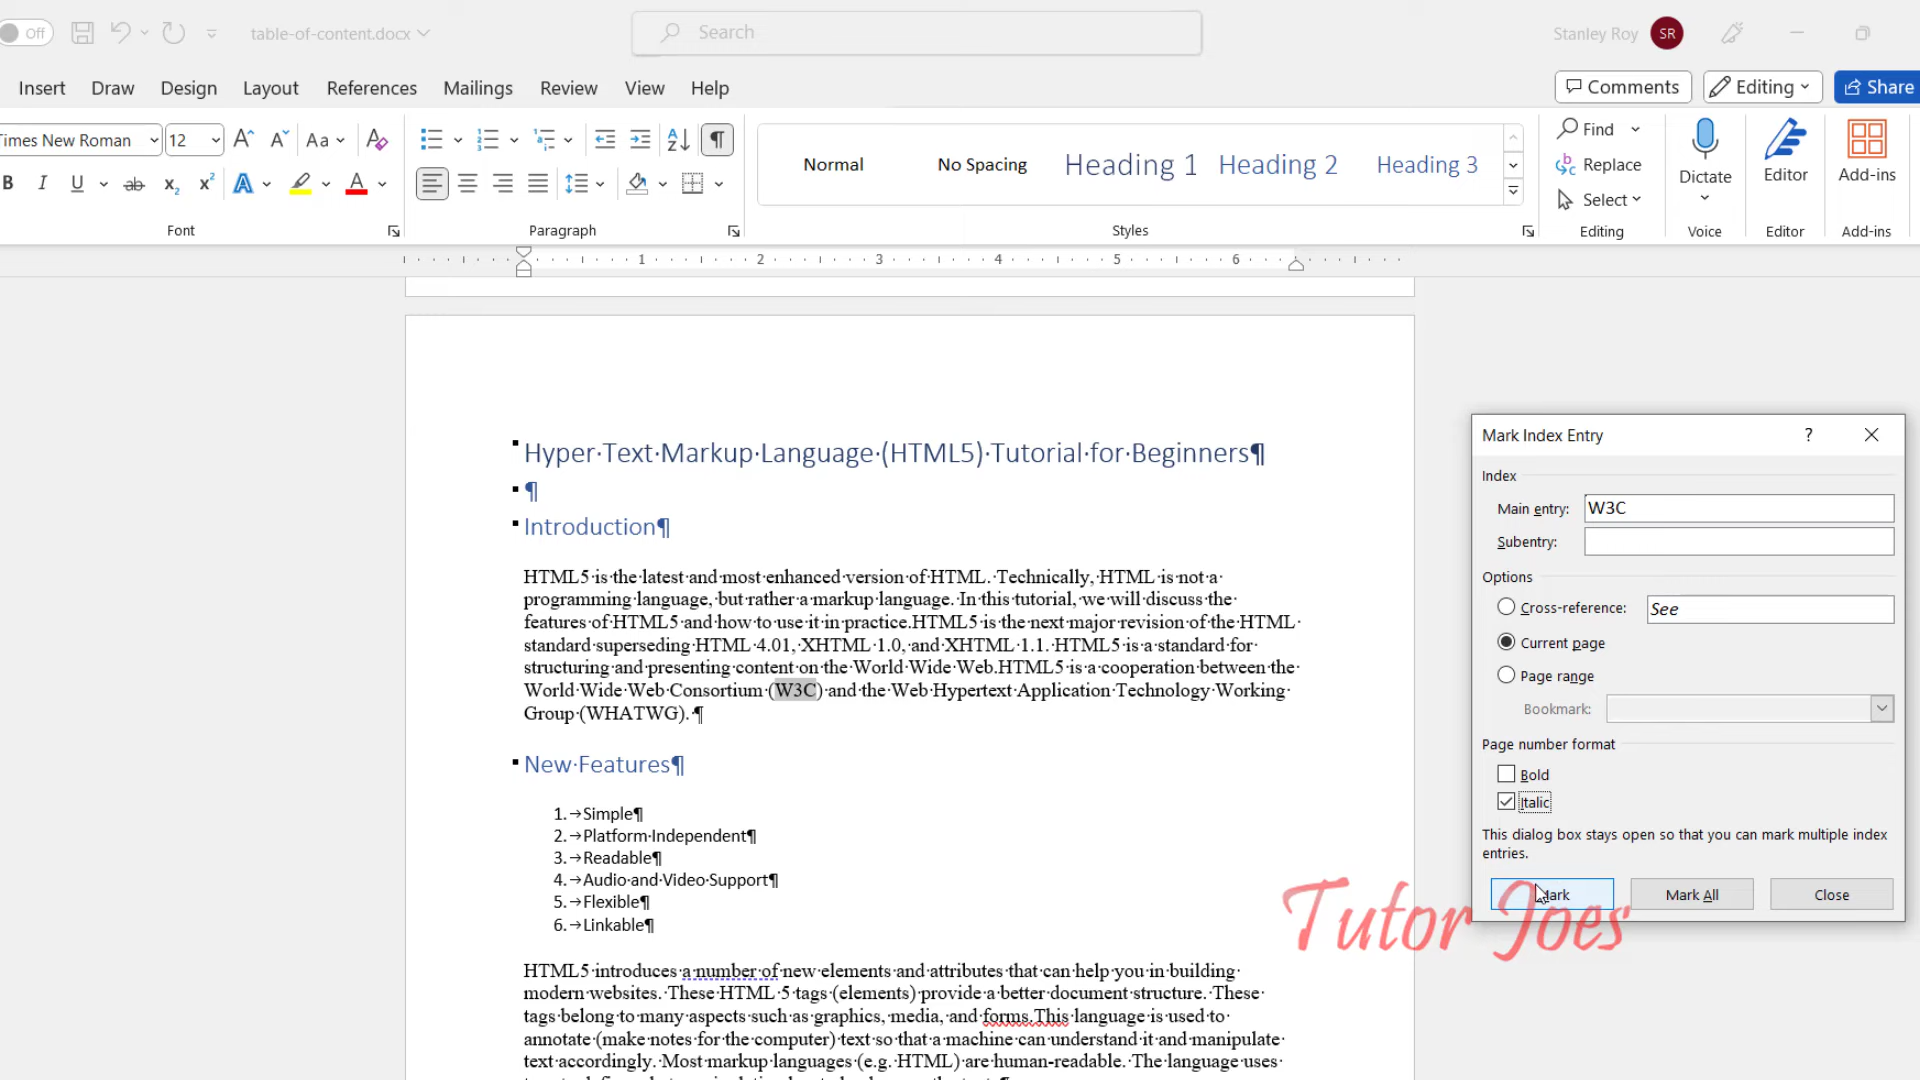 Off
table-of-content.docx
Search
Stanley Roy
SR
Insert
Draw
Design
Layout
References
Mailings
Review
View
Help
Comments
Editing
Share
Times New Roman
12
Aa
Normal
No Spacing
Heading 1
Heading 2
Heading 3
Find
Replace
Select
Dictate
Editor
Add-ins
B I U ab x₂ x² A A
Font
Paragraph
Styles
Editing
Voice
Editor
Add-ins
1 2 3 4 5 6
Hyper·Text·Markup·Language·(HTML5)·Tutorial·for·Beginners¶
¶
Introduction¶
HTML5·is·the·latest·and·most·enhanced·version·of·HTML.·Technically,·HTML·is·not·a·
programming·language,·but·rather·a·markup·language.·In·this·tutorial,·we·will·discuss·the·
features·of·HTML5·and·how·to·use·it·in·practice.HTML5·is·the·next·major·revision·of·the·HTML·
standard·superseding·HTML·4.01,·XHTML·1.0,·and·XHTML·1.1.·HTML5·is·a·standard·for·
structuring·and·presenting·content·on·the·World·Wide·Web.HTML5·is·a·cooperation·between·the·
World·Wide·Web·Consortium·(W3C)·and·the·Web·Hypertext·Application·Technology·Working·
Group·(WHATWG).·¶
New·Features¶
1.→Simple¶
2.→Platform·Independent¶
3.→Readable¶
4.→Audio·and·Video·Support¶
5.→Flexible¶
6.→Linkable¶
HTML5·introduces·a·number·of·new·elements·and·attributes·that·can·help·you·in·building·
modern·websites.·These·HTML·5·tags·(elements)·provide·a·better·document·structure.·These·
tags·belong·to·many·aspects·such·as·graphics,·media,·and·forms.This·language·is·used·to·
annotate·(make·notes·for·the·computer)·text·so·that·a·machine·can·understand·it·and·manipulate·
text·accordingly.·Most·markup·languages·(e.g.·HTML)·are·human-readable.·The·language·uses·
Mark Index Entry
?
Index
Main entry: W3C
Subentry:
Options
Cross-reference: See
Current page
Page range
Bookmark:
Page number format
Bold
Italic
This dialog box stays open so that you can mark multiple index
entries.
Mark
Mark All
Close
Tutor Joes